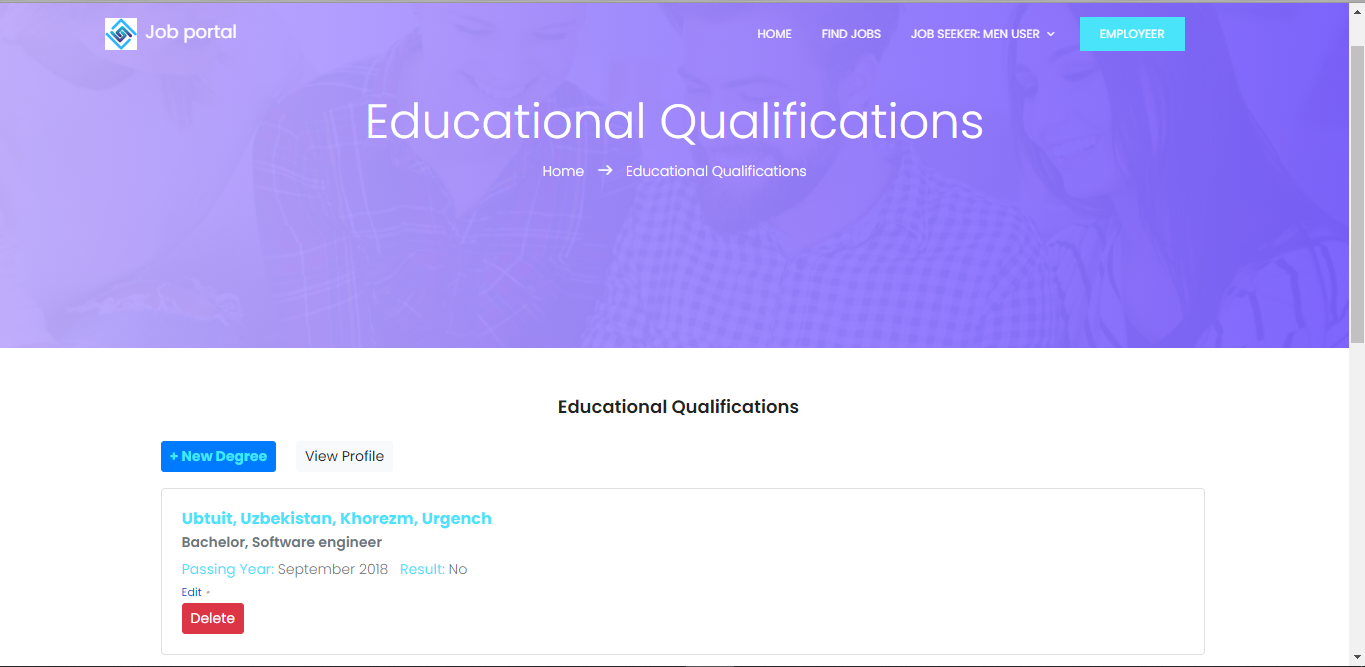 Job portal
HOME FIND JOBS JOB SEEKER: MEN USER EMPLOYEER
Educational Qualifications
Home → Educational Qualifications
Educational Qualifications
+ New Degree View Profile
Ubtuit, Uzbekistan, Khorezm, Urgench
Bachelor, Software engineer
Passing Year: September 2018 Result: No
Edit
Delete